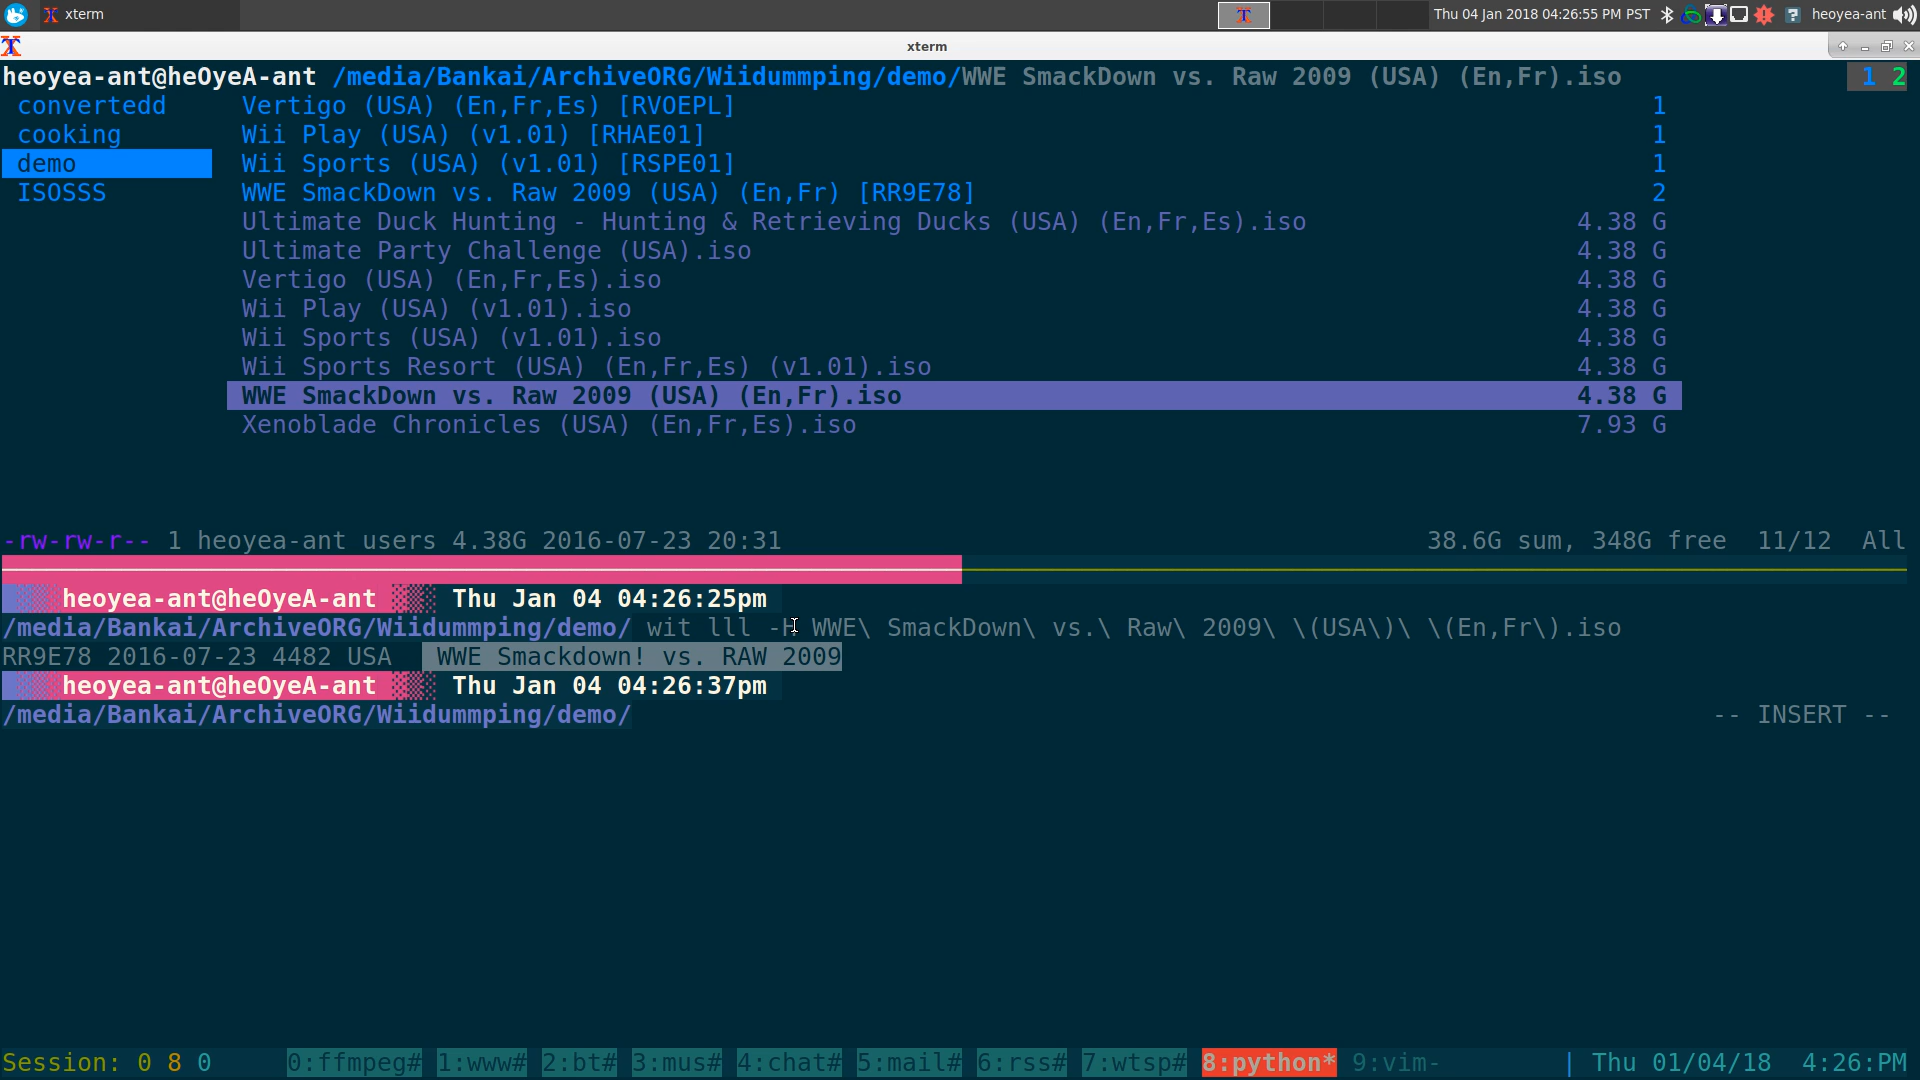 xterm
Thu 04 Jan 2018 04:26:55 PM PST
heoyea-ant
xterm
heoyea-ant@heOyeA-ant /media/Bankai/ArchiveORG/Wiidummping/demo/WWE SmackDown vs. Raw 2009 (USA) (En,Fr).iso 1 2
convertedd Vertigo (USA) (En,Fr,Es) [RVOEPL] 1
cooking Wii Play (USA) (v1.01) [RHAE01] 1
demo Wii Sports (USA) (v1.01) [RSPE01] 1
ISOSSS WWE SmackDown vs. Raw 2009 (USA) (En,Fr) [RR9E78] 2
Ultimate Duck Hunting - Hunting & Retrieving Ducks (USA) (En,Fr,Es).iso 4.38 G
Ultimate Party Challenge (USA).iso 4.38 G
Vertigo (USA) (En,Fr,Es).iso 4.38 G
Wii Play (USA) (v1.01).iso 4.38 G
Wii Sports (USA) (v1.01).iso 4.38 G
Wii Sports Resort (USA) (En,Fr,Es) (v1.01).iso 4.38 G
WWE SmackDown vs. Raw 2009 (USA) (En,Fr).iso 4.38 G
Xenoblade Chronicles (USA) (En,Fr,Es).iso 7.93 G
-rw-rw-r-- 1 heoyea-ant users 4.38G 2016-07-23 20:31 38.6G sum, 348G free 11/12 All
heoyea-ant@heOyeA-ant Thu Jan 04 04:26:25pm
/media/Bankai/ArchiveORG/Wiidummping/demo/ wit lll -H WWE\ SmackDown\ vs.\ Raw\ 2009\ \(USA\)\ \(En,Fr\).iso
RR9E78 2016-07-23 4482 USA WWE Smackdown! vs. RAW 2009
heoyea-ant@heOyeA-ant Thu Jan 04 04:26:37pm
/media/Bankai/ArchiveORG/Wiidummping/demo/ -- INSERT --
Session: 0 8 0 0:ffmpeg# 1:www# 2:bt# 3:mus# 4:chat# 5:mail# 6:rss# 7:wtsp# 8:python* 9:vim- | Thu 01/04/18 4:26:PM